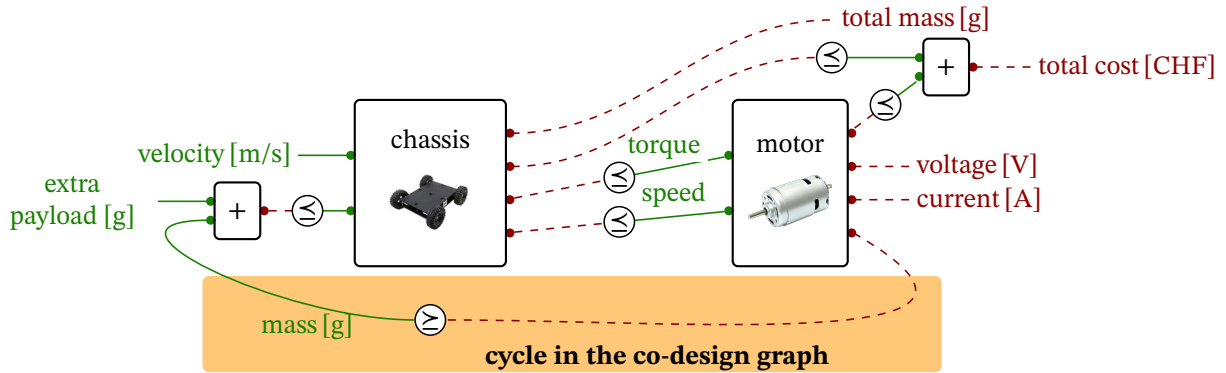 total mass [g]
⪯
+
total cost [CHF]
⪯
chassis
torque
motor
velocity [m/s]
voltage [V]
extra
payload [g]
⪯
speed
current [A]
+
⪯
⪯
mass [g]
⪰
cycle in the co-design graph